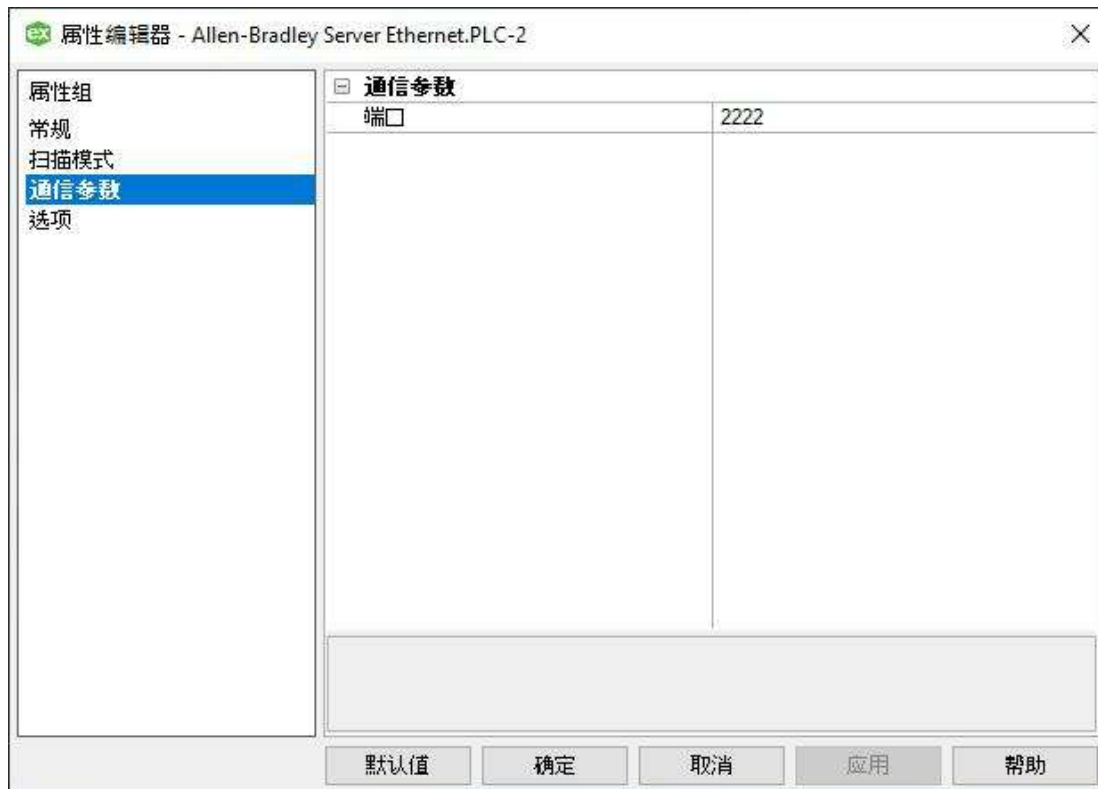 属性编辑器 - Allen-Bradley Server Ethernet.PLC-2
属性组
常规
扫描模式
通信参数
选项
通信参数
端口 2222
默认值 确定 取消 应用 帮助